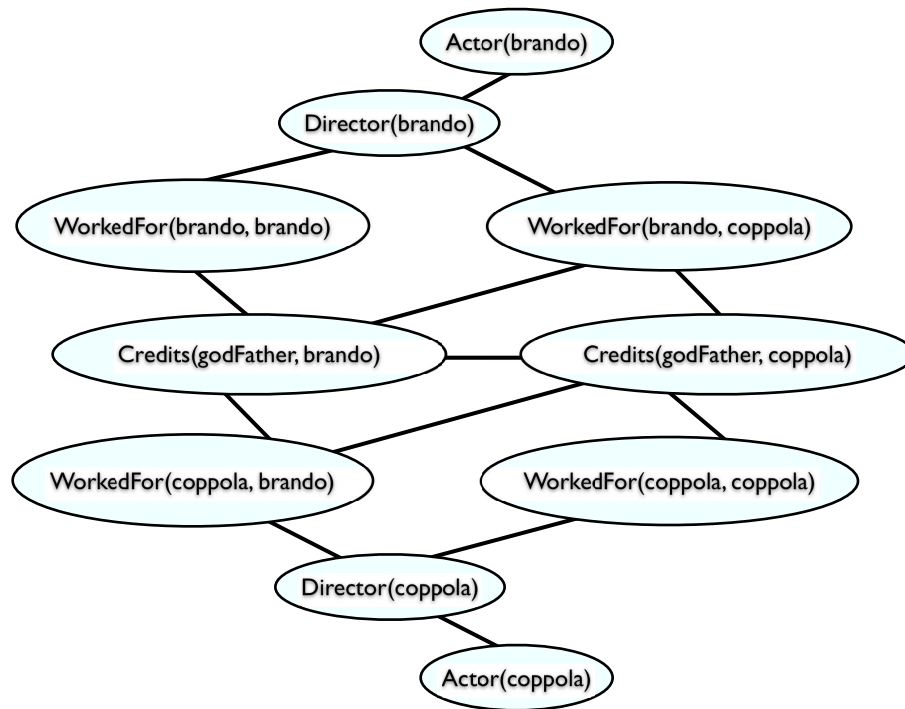 Actor(brando)
Director(brando)
WorkedFor(brando, brando)
WorkedFor(brando, coppola)
Credits(godFather, brando)
Credits(godFather, coppola)
WorkedFor(coppola, brando)
WorkedFor(coppola, coppola)
Director(coppola)
Actor(coppola)